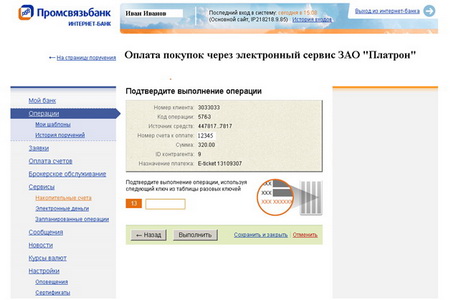 Промсвязьбанк
ИНТЕРНЕТ-БАНК
Иван Иванов
Последний вход в систему: сегодня в 15:08
(Основной сайт, IP218218.9.85) История входов
Выход из интернет-банка
← На страницу поручения
Оплата покупок через электронный сервис ЗАО "Платрон"
Мой банк
Операции
Мои шаблоны
История поручений
Заявки
Оплата счетов
Брокерское обслуживание
Сервисы
Накопительные счета
Электронные деньги
Запланированные операции
Сообщения
Новости
Курсы валют
Настройки
Оповещения
Сертификаты
Подтвердите выполнение операции
Номер клиента: 3033033
Код операции: 5763
Источник средств: 447817..7817
Номер счета к оплате: 12345
Сумма: 320.00
ID контрагента: 9
Назначение платежа: E-ticket 13109307
Подтвердите выполнение операции, используя
следующий ключ из таблицы разовых ключей
13
XXX
XXX
XXX XXXXXX
← Назад
Выполнить
Сохранить и закрыть
Отменить